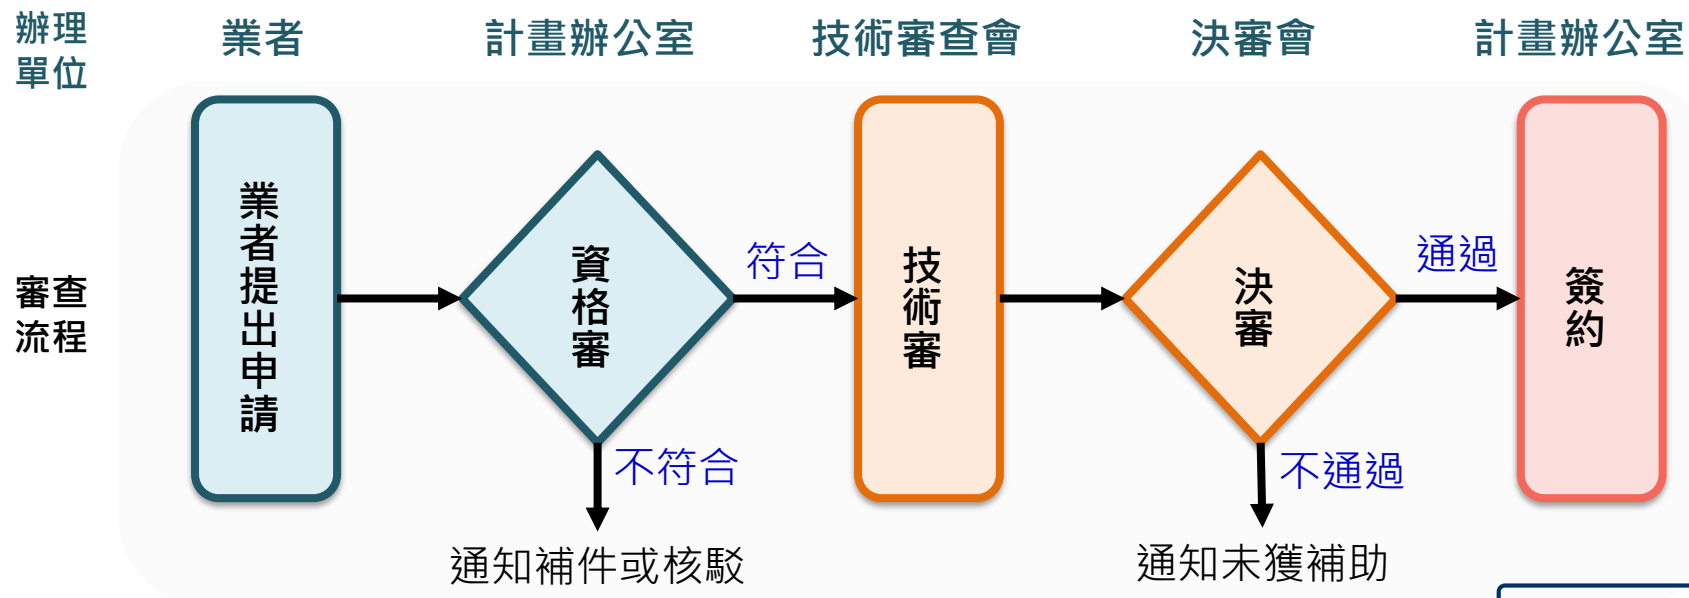 辦理
單位
業者
計畫辦公室
技術審查會
決審會
計畫辦公室
審查
流程
業者提出申請
資格審
符合
不符合
通知補件或核駁
技術審
決審
通過
不通過
通知未獲補助
簽約